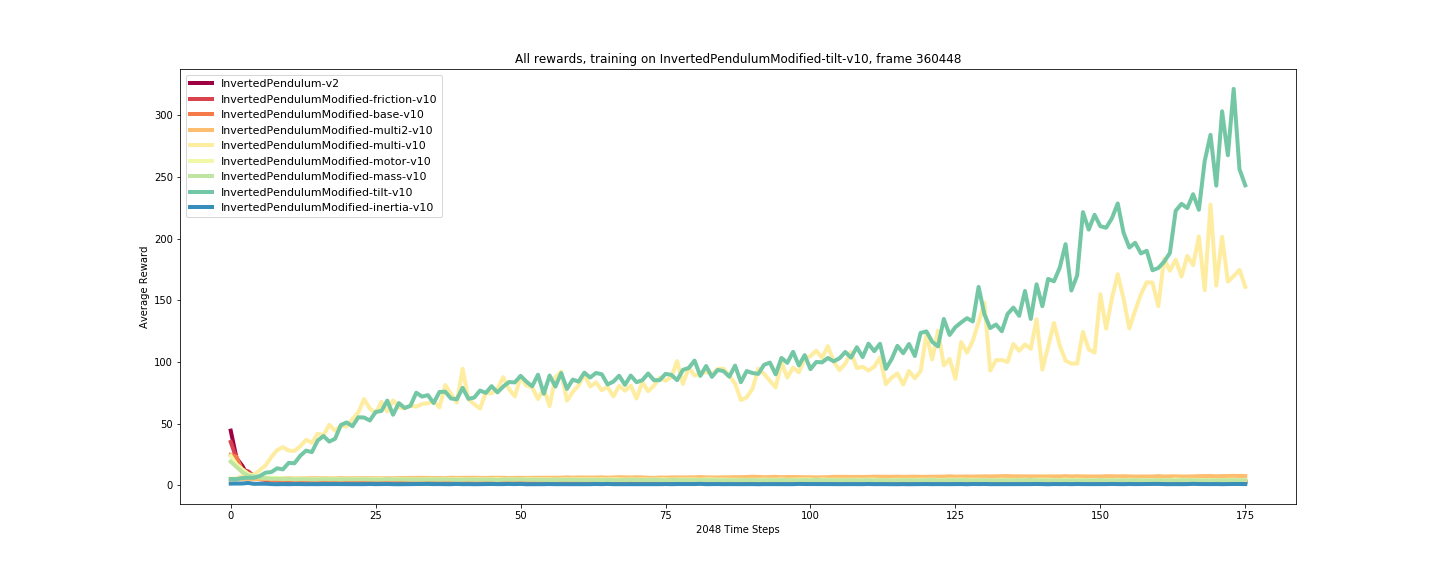 All rewards, training on InvertedPendulumModified-tilt-v10, frame 360448
InvertedPendulum-v2
InvertedPendulumModified-friction-v10
InvertedPendulumModified-base-v10
InvertedPendulumModified-multi2-v10
InvertedPendulumModified-multi-v10
InvertedPendulumModified-motor-v10
InvertedPendulumModified-mass-v10
InvertedPendulumModified-tilt-v10
InvertedPendulumModified-inertia-v10
Average Reward
300
250
200
150
100
50
0
0 25 50 75 100 125 150 175
2048 Time Steps